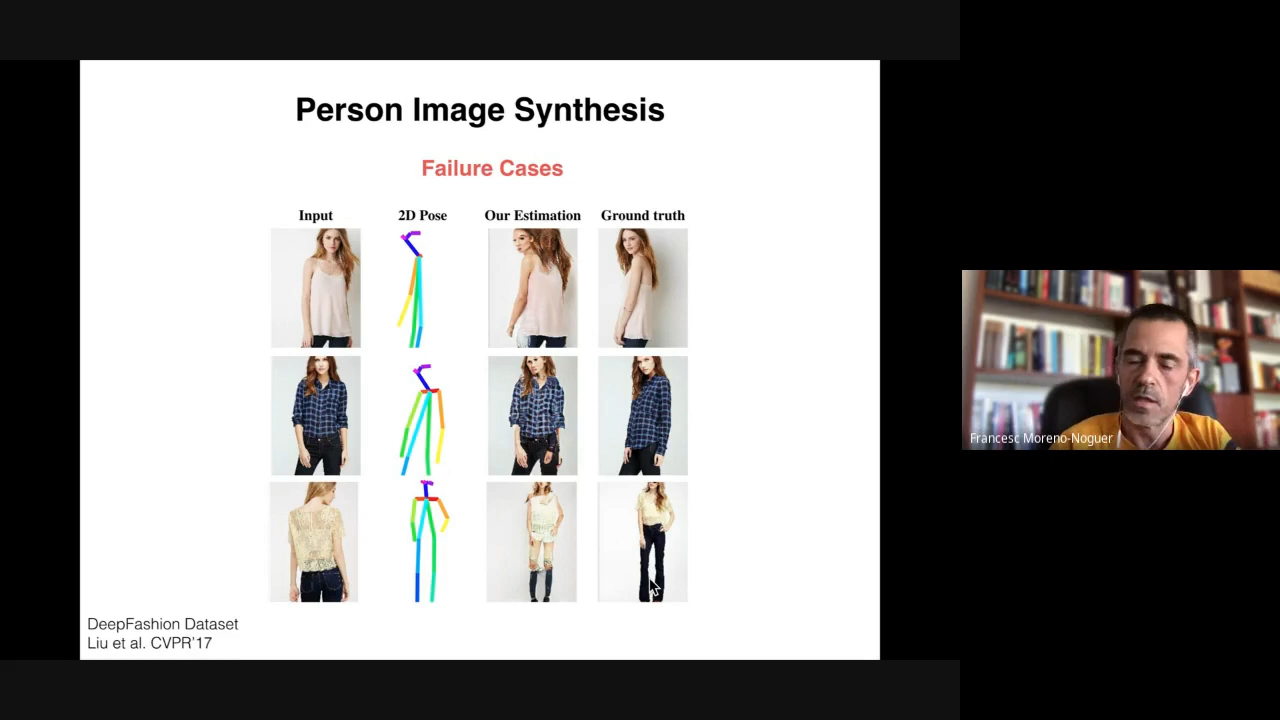 Person Image Synthesis
Failure Cases
Input 2D Pose Our Estimation Ground truth
DeepFashion Dataset
Liu et al. CVPR'17
Francesc Moreno-Noguer